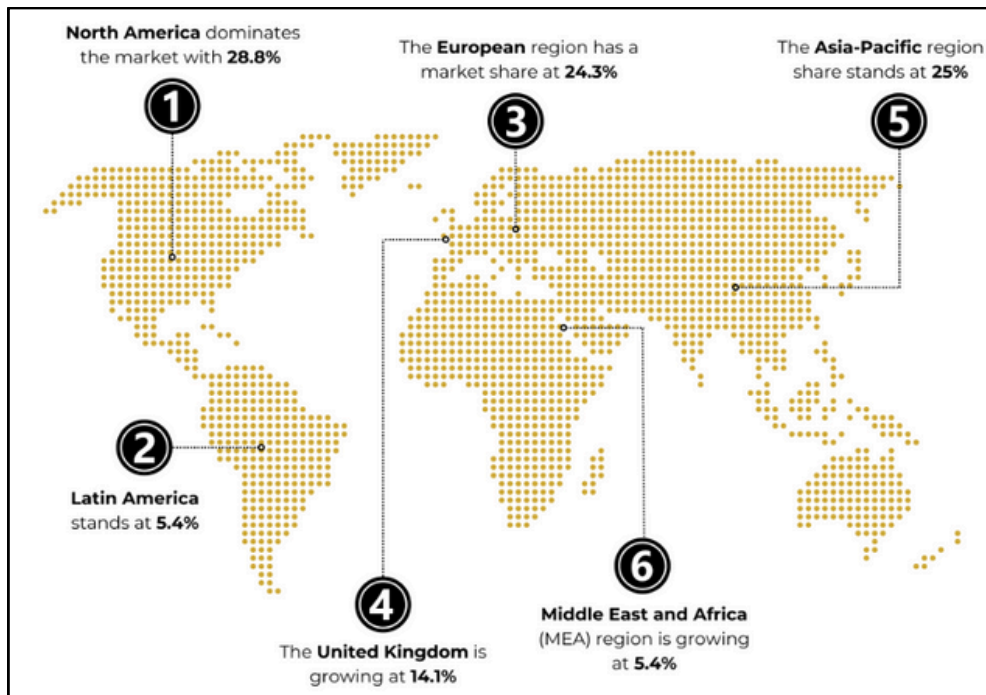 North America dominates
the market with 28.8%
1
2
Latin America
stands at 5.4%
The European region has a
market share at 24.3%
3
4
The United Kingdom is
growing at 14.1%
The Asia-Pacific region
share stands at 25%
5
6
Middle East and Africa
(MEA) region is growing
at 5.4%